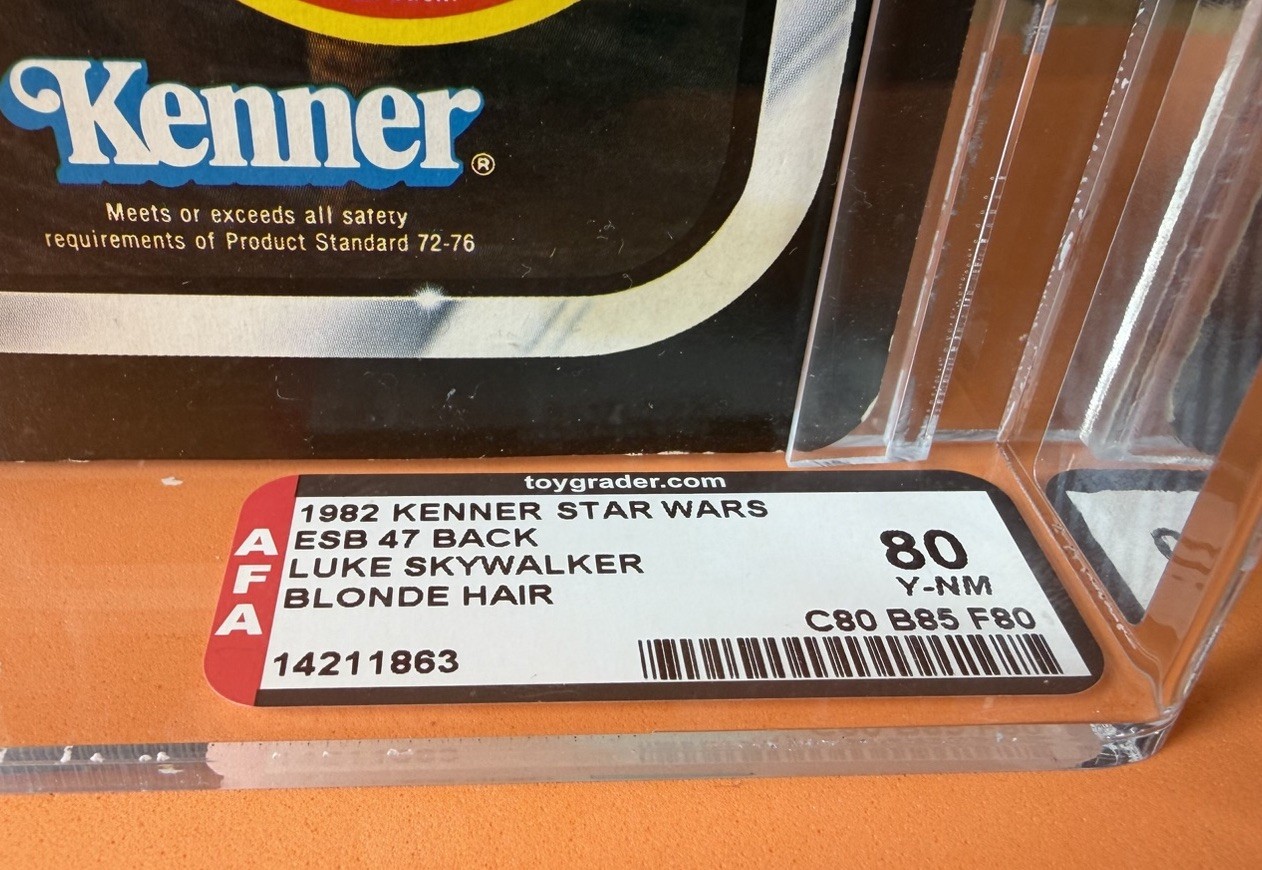 Kenner®
Meets or exceeds all safety
requirements of Product Standard 72-76
toygrader.com
AFA
1982 KENNER STAR WARS
ESB 47 BACK
LUKE SKYWALKER
BLONDE HAIR
80
Y-NM
C80 B85 F80
14211863